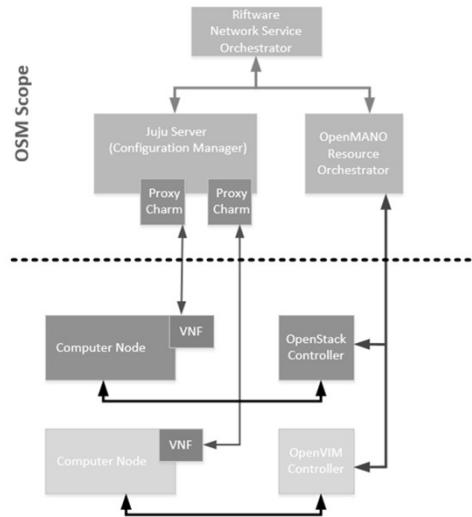 OSM Scope
Riftware
Network Service
Orchestrator
Juju Server
(Configuration Manager)
OpenMANO
Resource
Orchestrator
Proxy
Charm
Proxy
Charm
VNF
Computer Node
OpenStack
Controller
VNF
Computer Node
OpenVIM
Controller